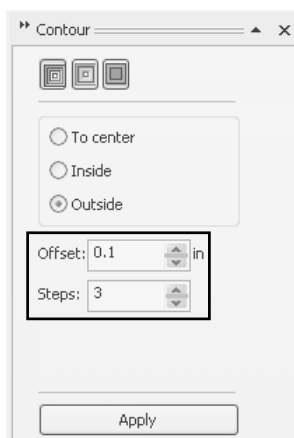 Contour
To center
Inside
Outside
Offset: 0.1 in
Steps: 3
Apply